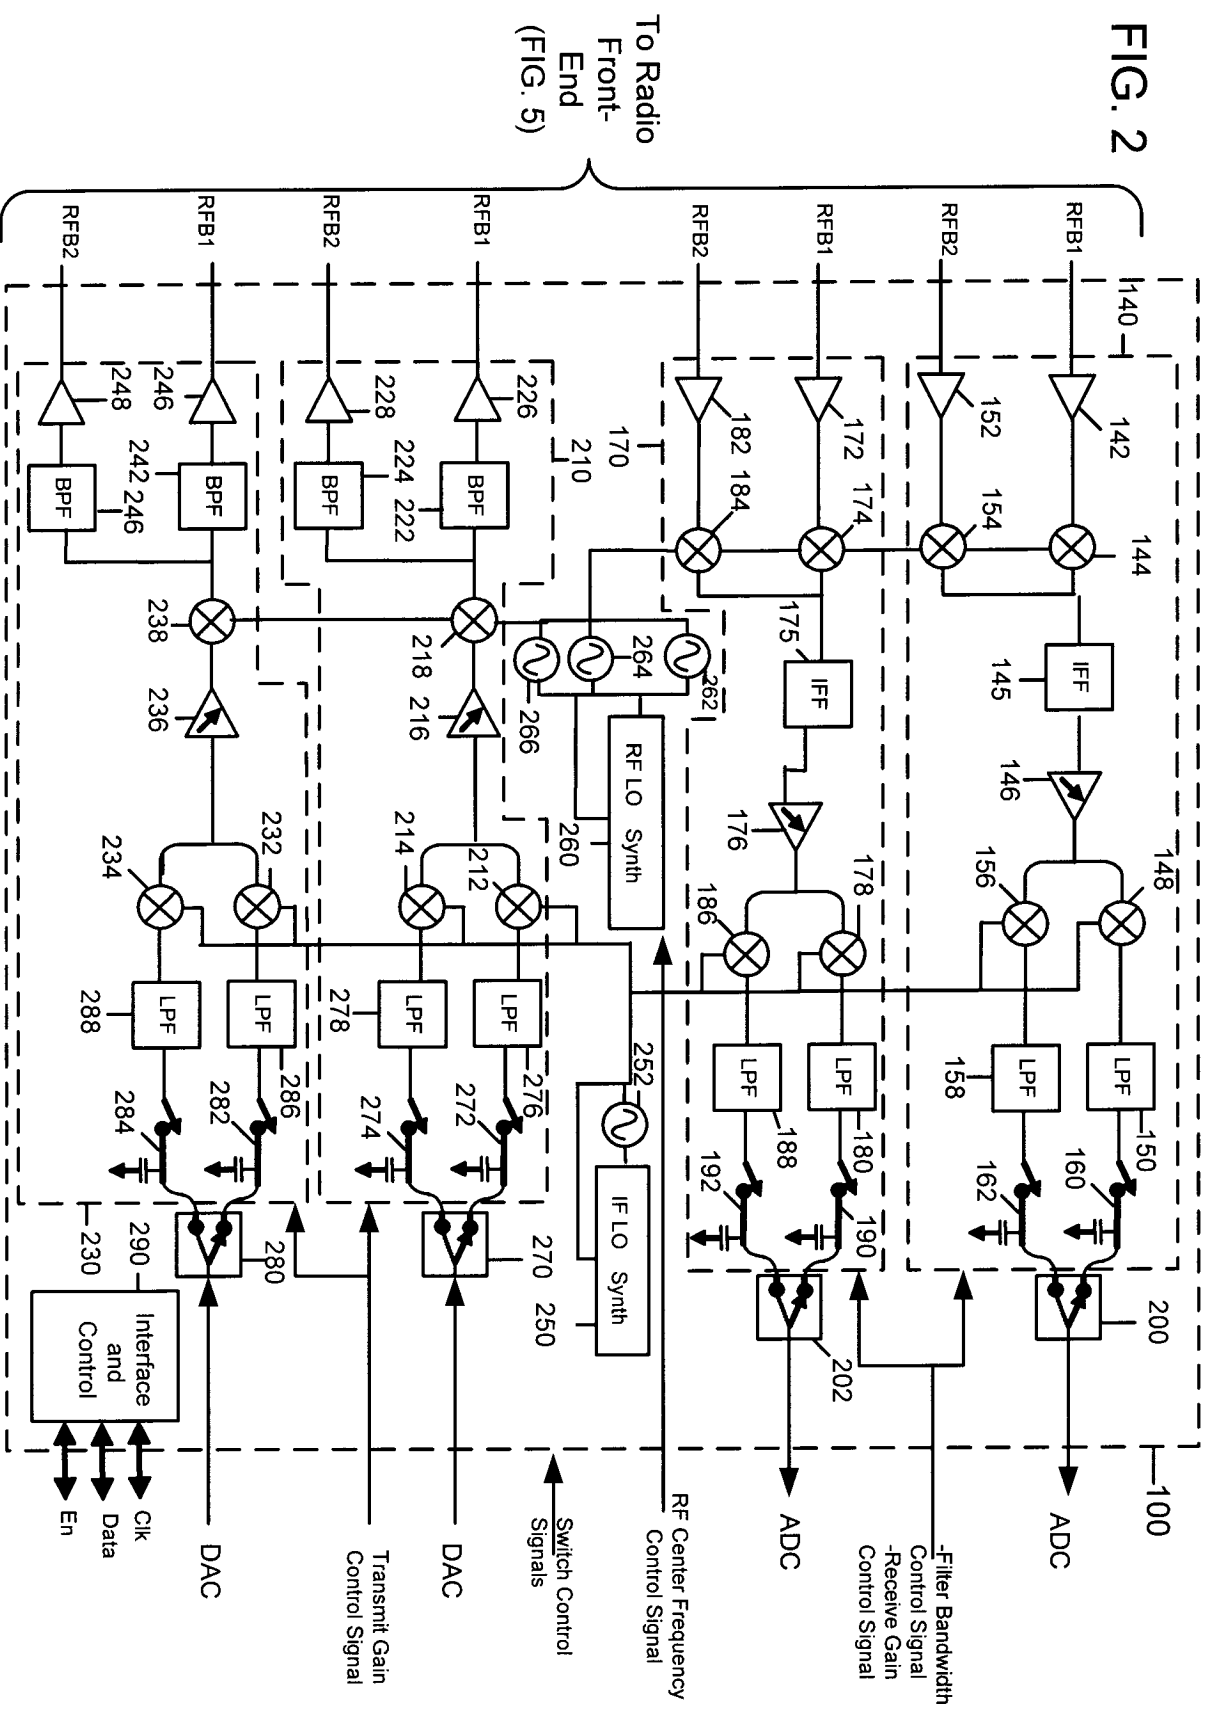 FIG. 2
To Radio
Front-
End
(FIG. 5)
RFB1
RFB2
RFB1
RFB2
RFB1
RFB2
RFB1
RFB2
140
142
152
144
154
IFF
145
146
148
156
LPF
150
LPF
158
160
162
200
ADC
100
-Filter Bandwidth
Control Signal
-Receive Gain
Control Signal
170
172
182
174
184
175
IFF
176
178
186
LPF
180
LPF
188
190
192
202
ADC
262
264
266
RF LO
Synth
260
RF Center Frequency
Control Signal
252
IF LO
Synth
250
Switch Control
Signals
210
226
228
BPF
222
BPF
224
218
216
212
214
LPF
276
LPF
278
272
274
270
DAC
Transmit Gain
Control Signal
246
248
BPF
242
BPF
246
238
236
232
234
LPF
286
LPF
288
282
284
280
DAC
230
290
Interface
and
Control
Clk
Data
En